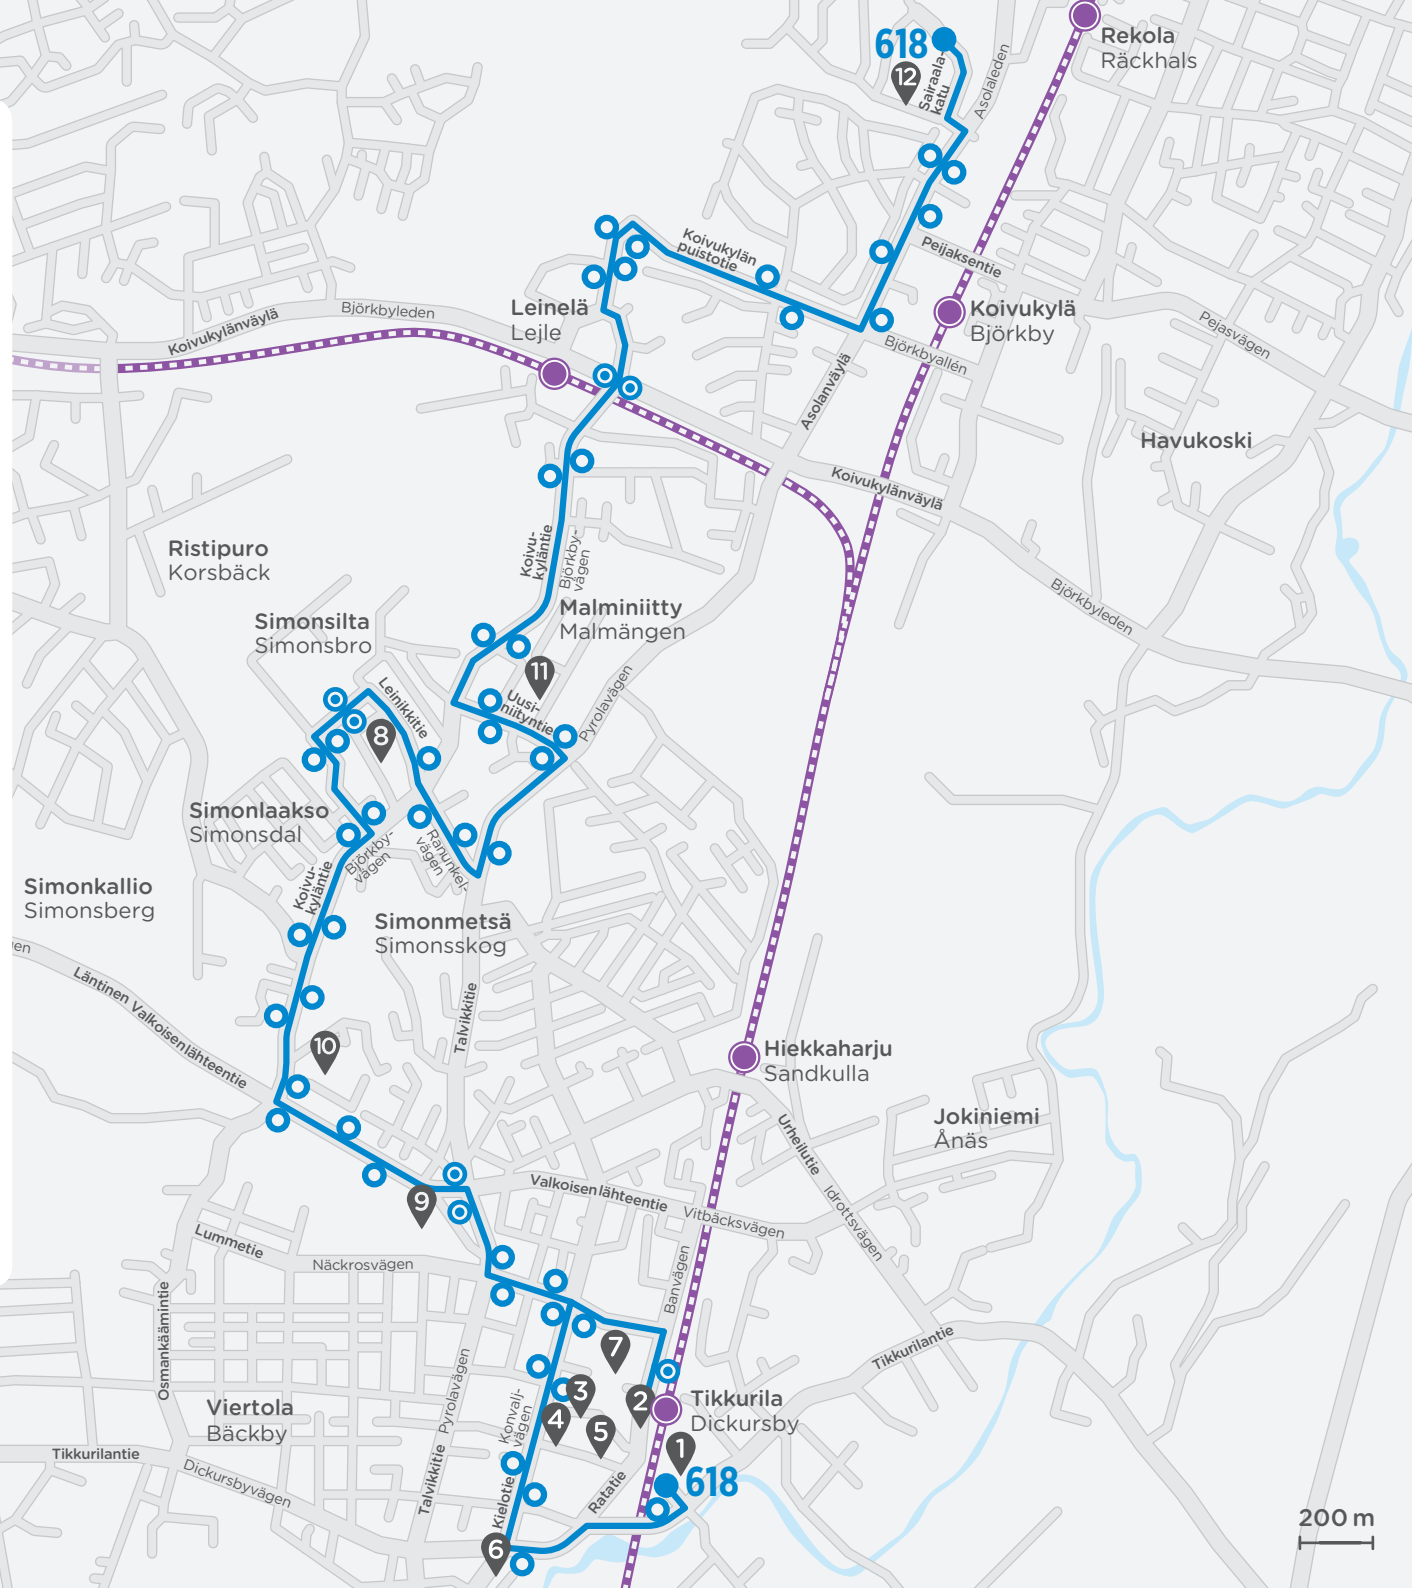 Rekola
Räckhals
618
12
Sairaala-
katu
Asolaleden
Koivukylän
puistotie
Peijaksentie
Leinelä
Lejle
Björkbyleden
Koivukylänväylä
Koivukylä
Björkby
Pejasvägen
Björkbyallén
Asolanväylä
Havukoski
Koivukylänväylä
Ristipuro
Korsbäck
Koivu-
kyläntie
Björkby-
vägen
Björkbyleden
Simonsilta
Simonsbro
Malminiitty
Malmängen
11
Leinikkitie
Uusi-
niityntie
Pyrolavägen
8
Simonlaakso
Simonsdal
Björkby-
vägen
Ranunkel-
vägen
Koivu-
kyläntie
Simonkallio
Simonsberg
Simonmetsä
Simonsskog
en
Läntinen Valkoisenlähteentie
Talvikkitie
10
Hiekkaharju
Sandkulla
Jokiniemi
Ånäs
Urheilutie
Idrottsvägen
Valkoisenlähteentie
Vitbäcksvägen
9
Lummetie
Näckrosvägen
Banvägen
Osmankäämintie
Tikkurilantie
7
Pyrolavägen
Konvalj-
vägen
3
2
4
5
Tikkurila
Dickursby
Viertola
Bäckby
1
618
Tikkurilantie
Dickursbyvägen
Talvikkitie
Kielotie
Ratatie
6
200 m